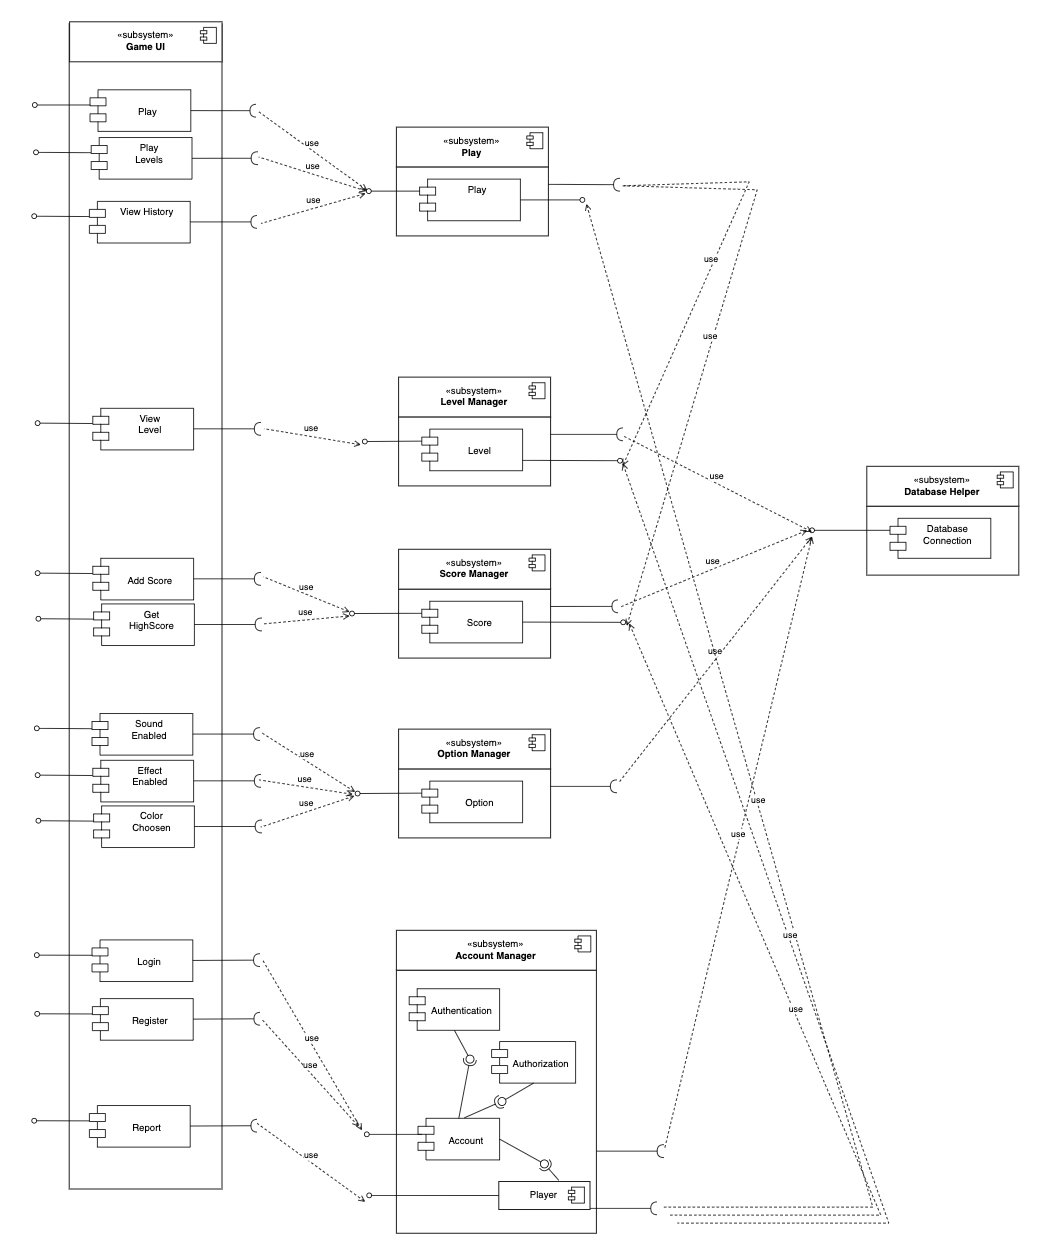 «subsystem»
Game UI
Play
Play
Levels
View History
use
use
use
«subsystem»
Play
Play
use
use
View
Level
use
«subsystem»
Level Manager
Level
use
«subsystem»
Database Helper
Database
Connection
Add Score
Get
HighScore
use
use
«subsystem»
Score Manager
Score
use
use
Sound
Enabled
Effect
Enabled
Color
Choosen
use
use
use
«subsystem»
Option Manager
Option
use
use
use
use
Login
Register
Report
use
use
use
«subsystem»
Account Manager
Authentication
Authorization
Account
Player